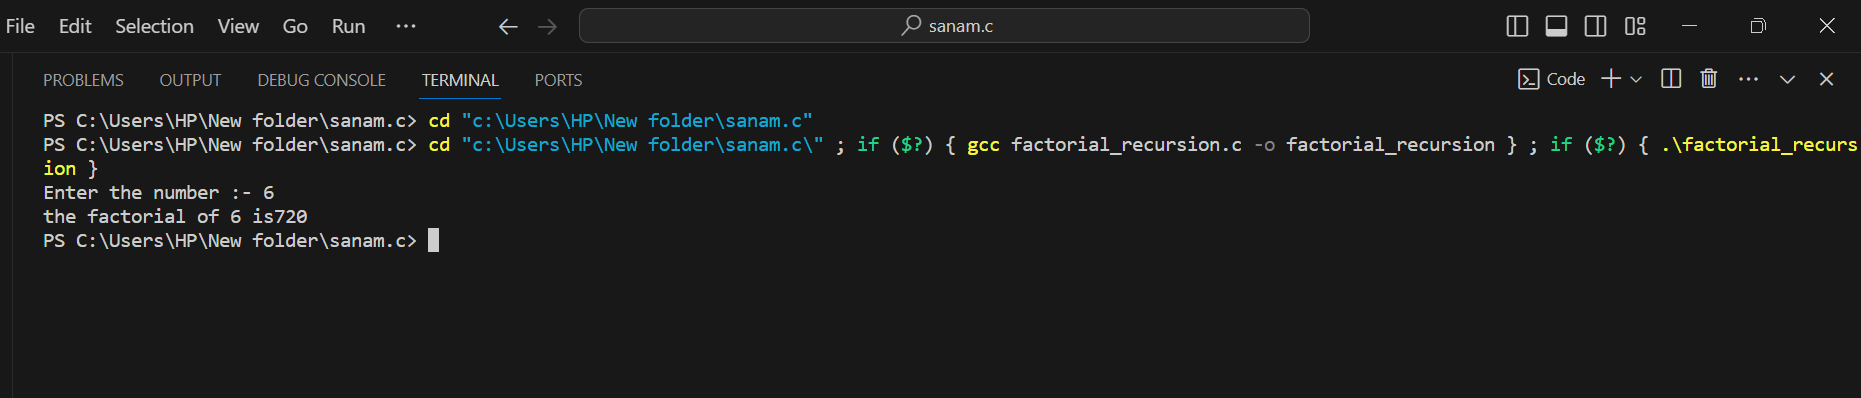 File Edit Selection View Go Run ···
sanam.c
PROBLEMS OUTPUT DEBUG CONSOLE TERMINAL PORTS
Code
PS C:\Users\HP\New folder\sanam.c> cd "c:\Users\HP\New folder\sanam.c"
PS C:\Users\HP\New folder\sanam.c> cd "c:\Users\HP\New folder\sanam.c\" ; if ($?) { gcc factorial_recursion.c -o factorial_recursion } ; if ($?) { .\factorial_recurs
ion }
Enter the number :- 6
the factorial of 6 is720
PS C:\Users\HP\New folder\sanam.c>